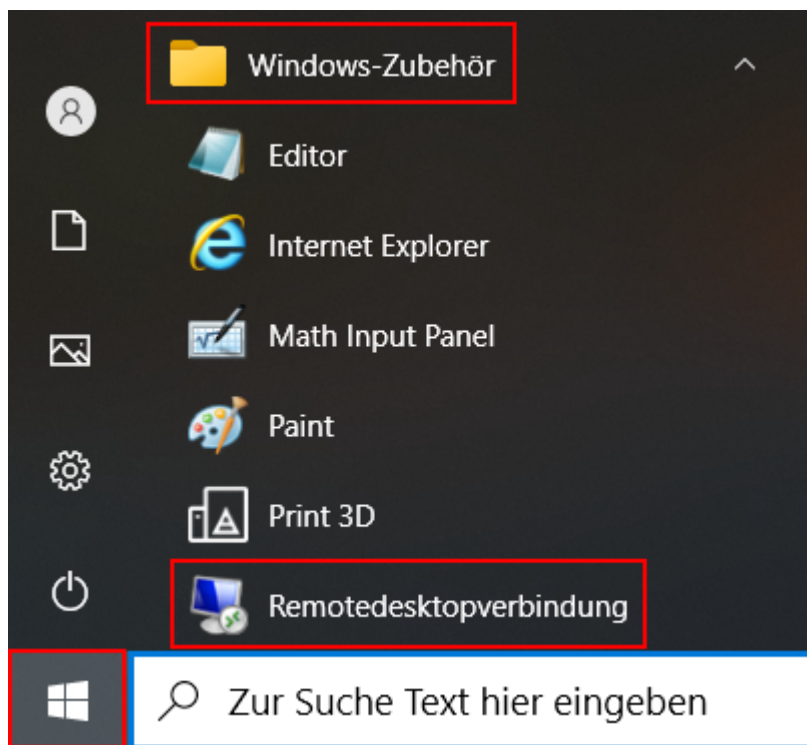 Windows-Zubehör
Editor
Internet Explorer
Math Input Panel
Paint
Print 3D
Remotedesktopverbindung
Zur Suche Text hier eingeben